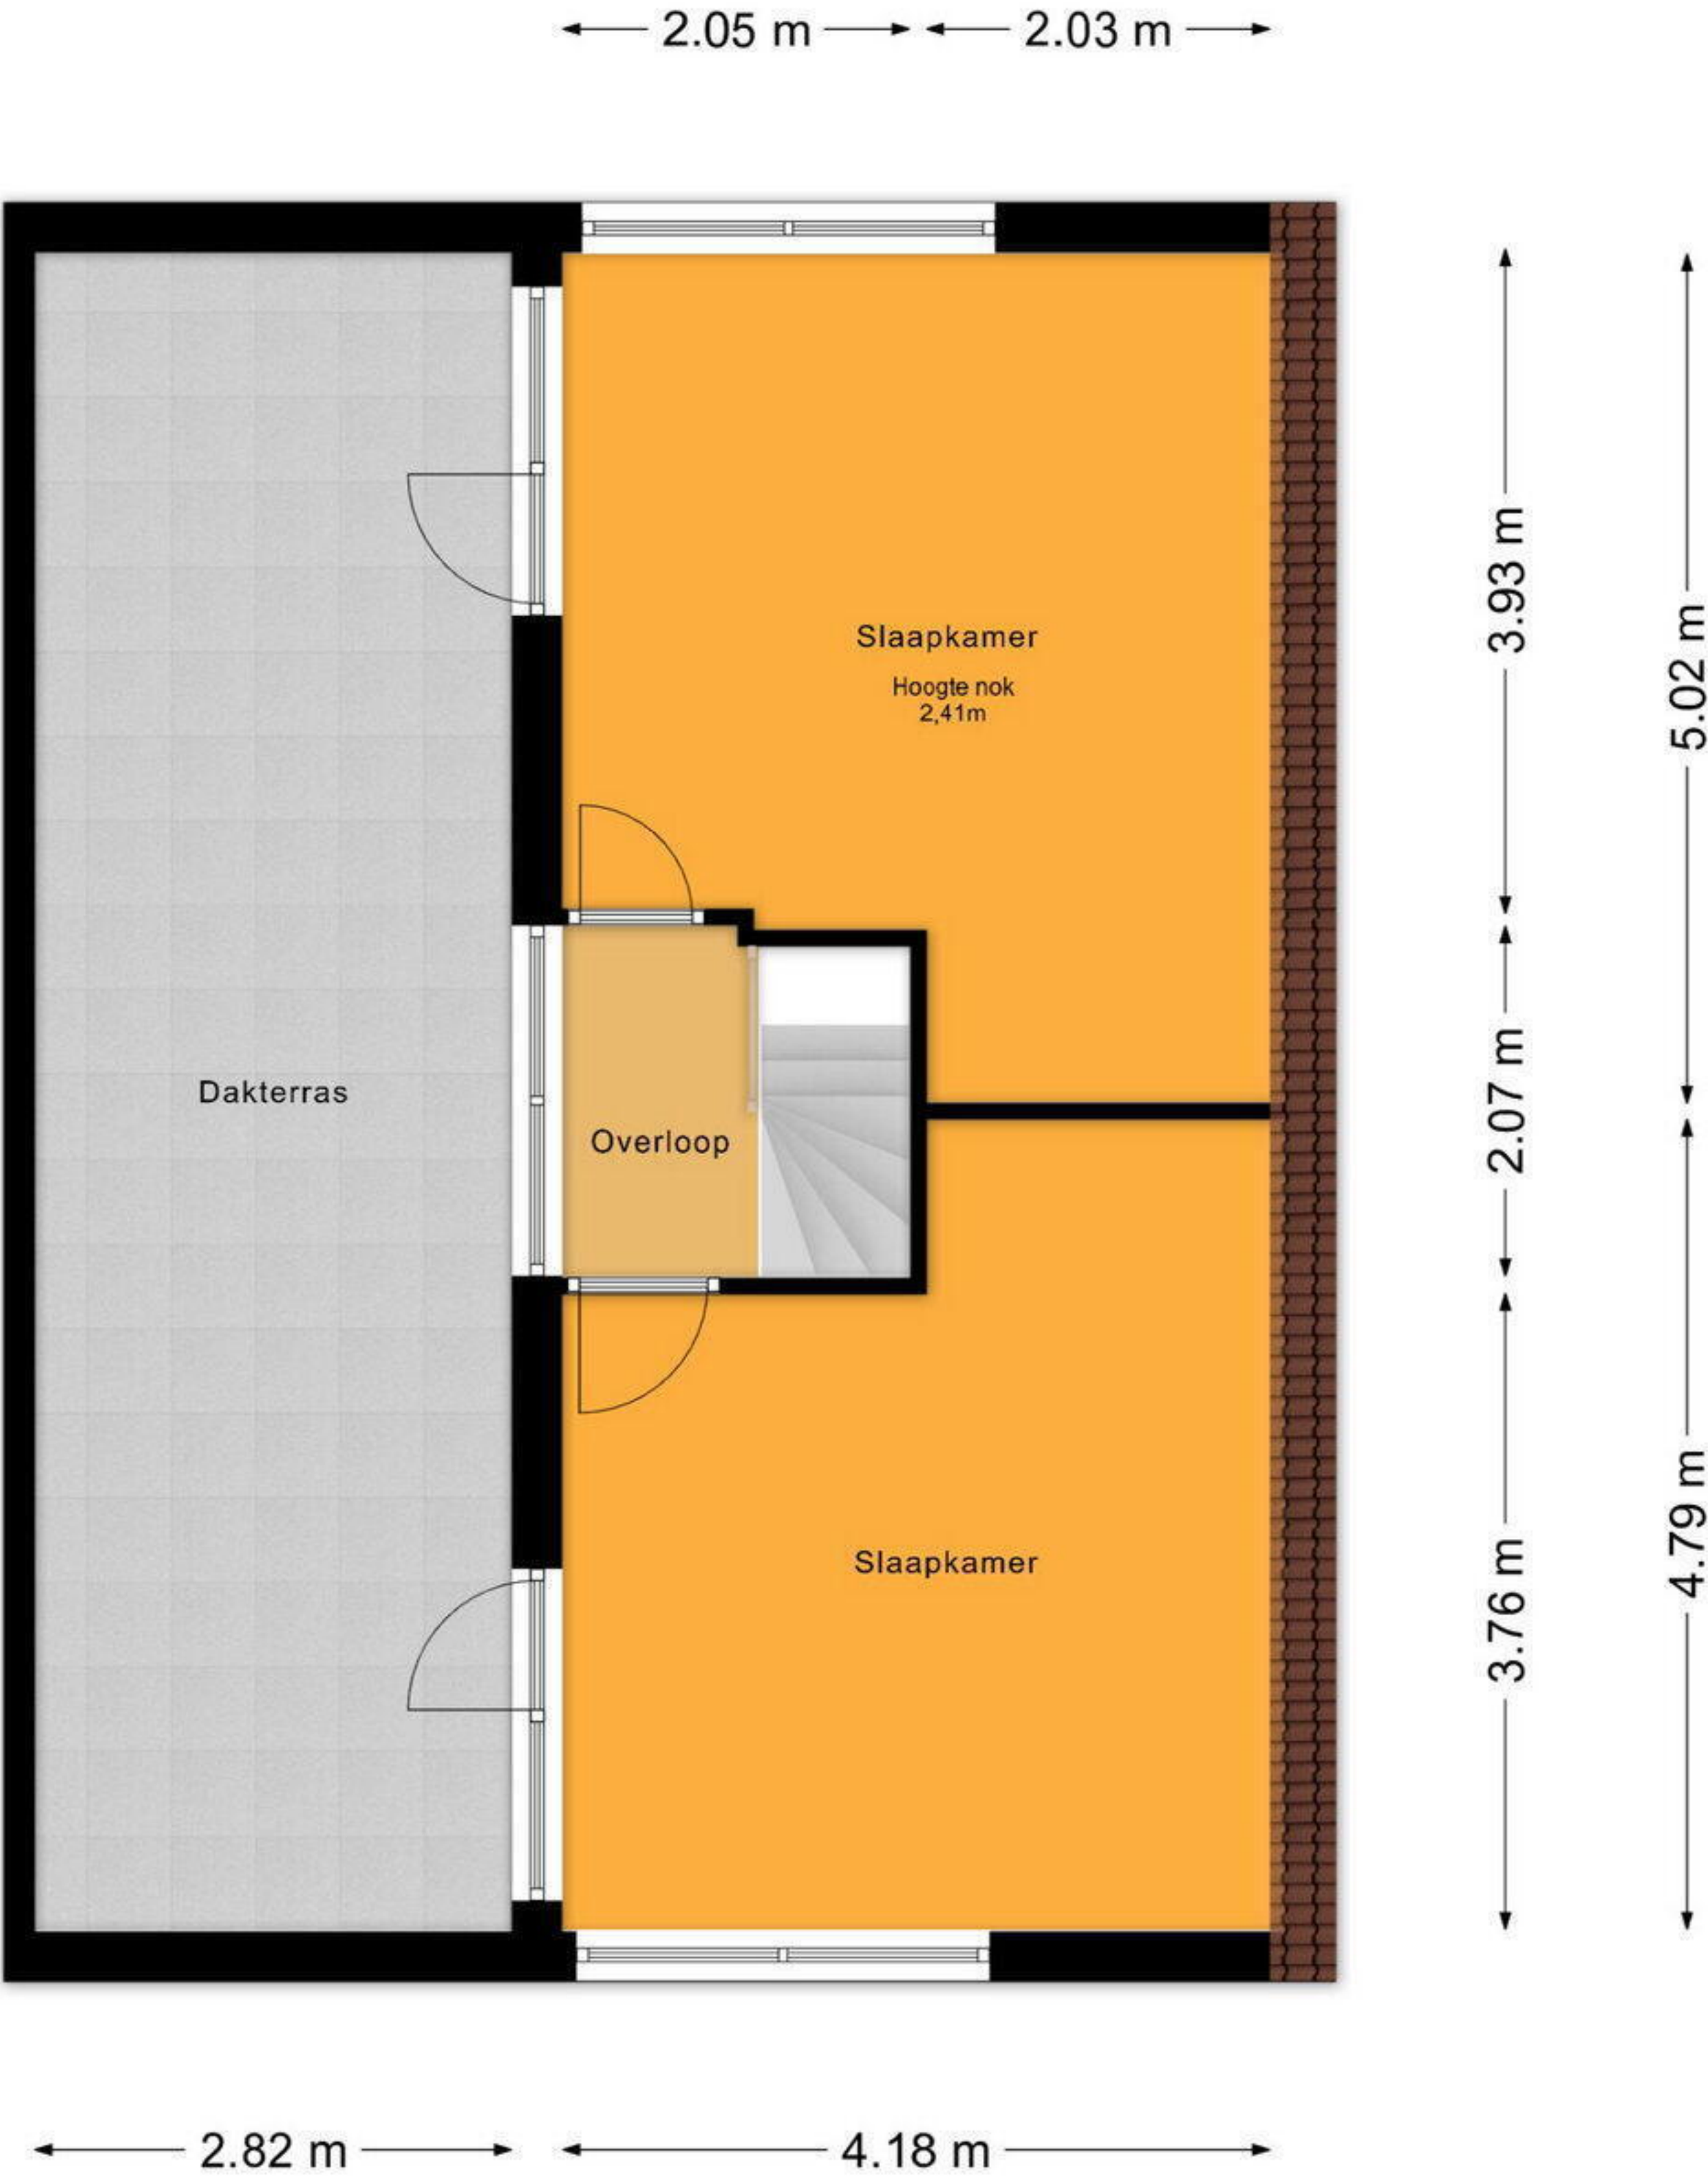 2.05 m
2.03 m
3.93 m
5.02 m
Slaapkamer
Hoogte nok
2,41m
Dakterras
Overloop
2.07 m
Slaapkamer
3.76 m
4.79 m
2.82 m
4.18 m